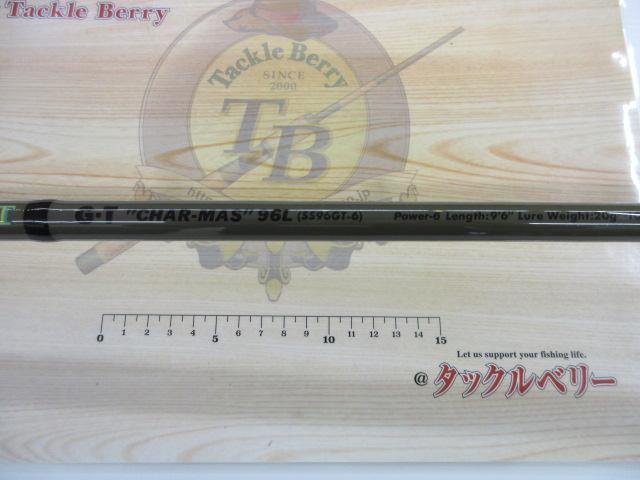 Tackle Berry
Tackle Berry
SINCE
2000
TB
T G·T "CHAR-MAS" 96L (SS96GT-6) Power-6 Length:9'6" Lure Weight:20g
0 1 2 3 4 5 6 7 8 9 10 11 12 13 14 15
Let us support your fishing life.
@タックルベリー